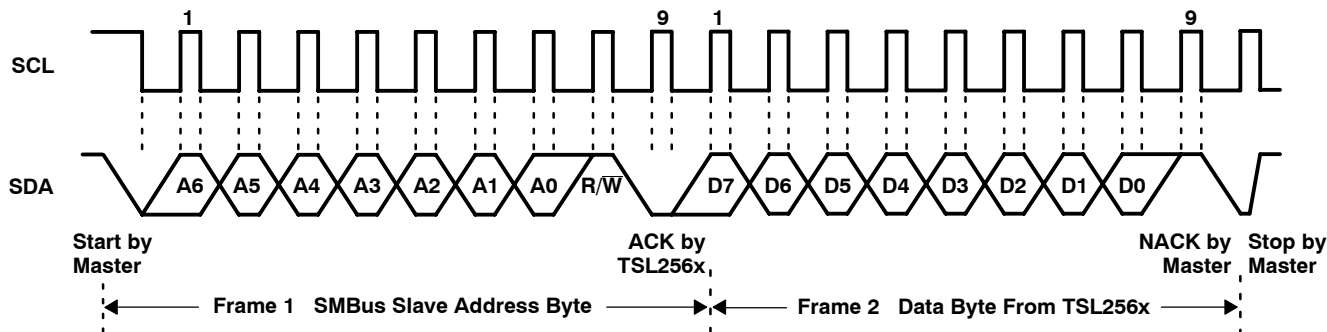 1 9 1 9
SCL
SDA A6 A5 A4 A3 A2 A1 A0 R/W̅ D7 D6 D5 D4 D3 D2 D1 D0
Start by
Master
ACK by
TSL256x
NACK by
Master
Stop by
Master
Frame 1 SMBus Slave Address Byte
Frame 2 Data Byte From TSL256x